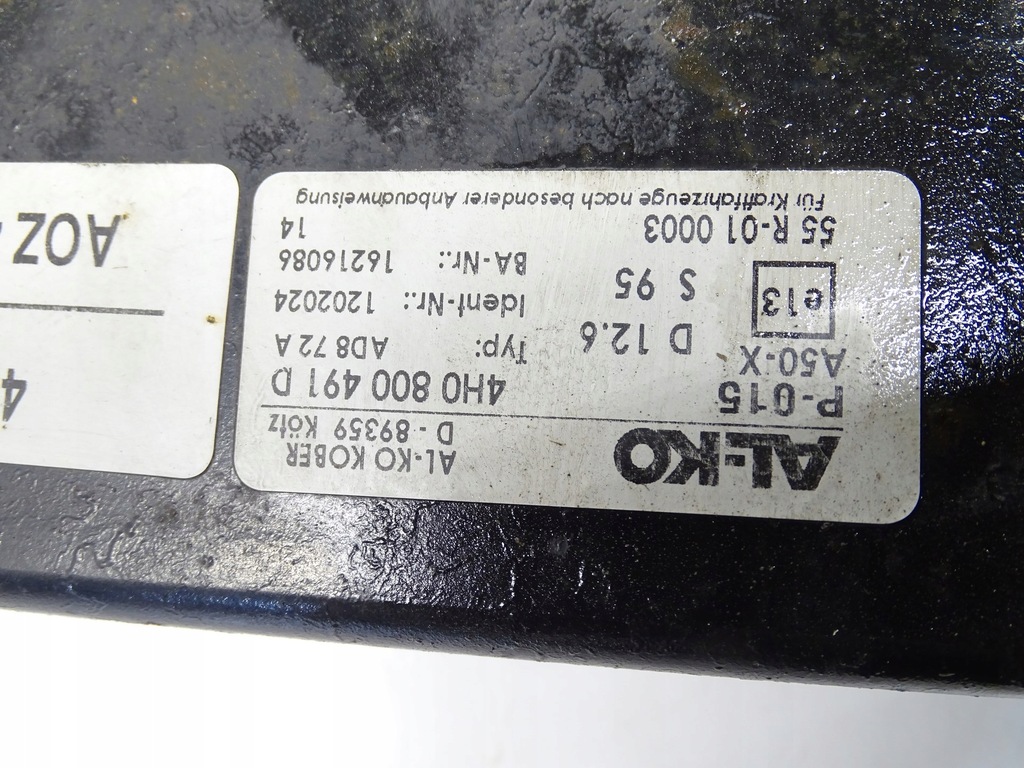 AL-KO
AL-KO KOBER
D - 89359 Kötz
P-015
4H0 800 491 D
A50-X
D 12.6
Typ: AD8 72 A
e13
S 95
Ident-Nr.: 1202024
BA-Nr.: 16216086
55 R-01 0003
14
Für Kraftfahrzeuge nach besonderer Anbauanweisung
4
AOZ